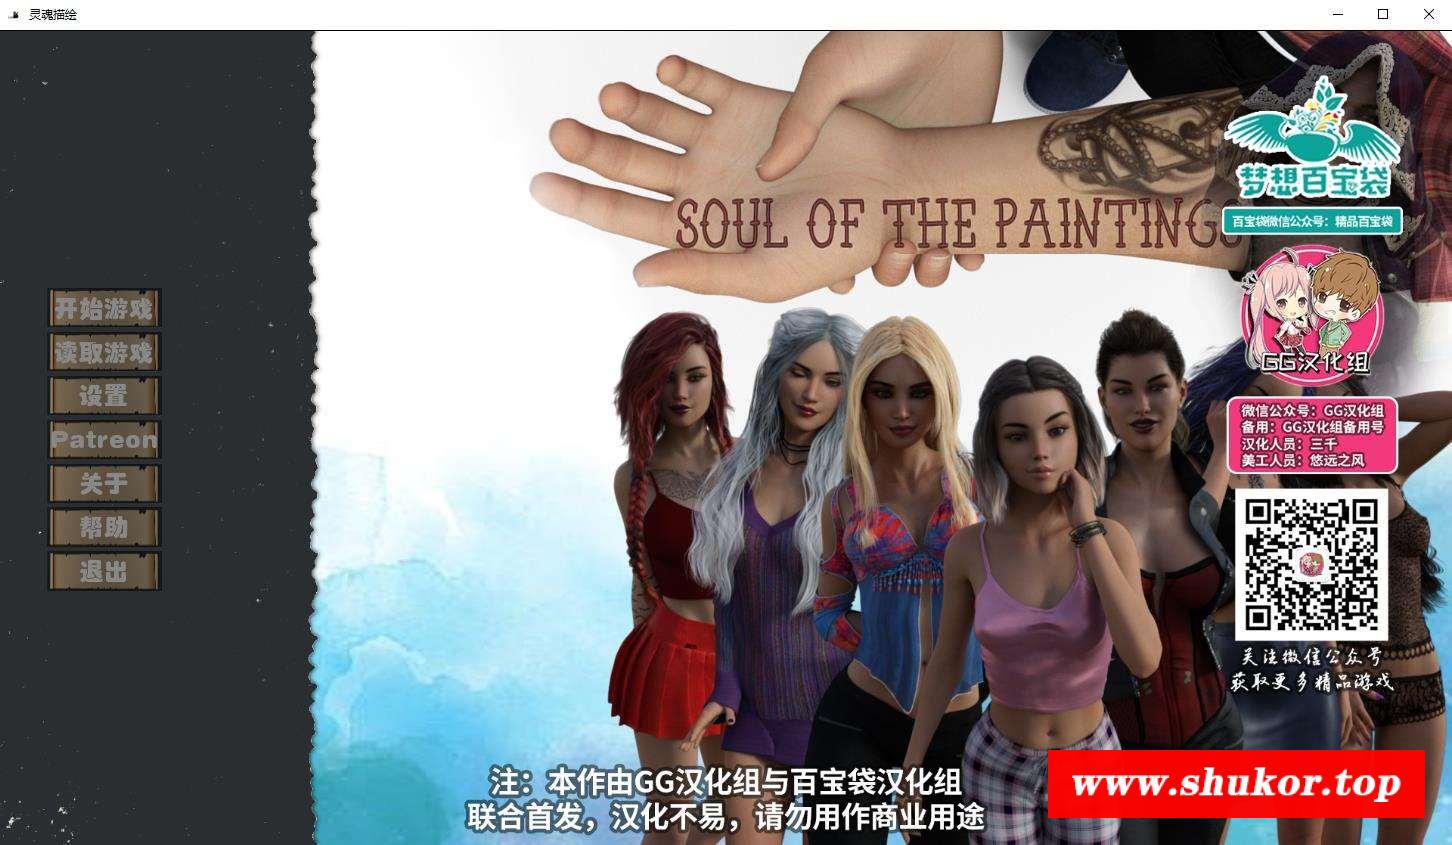 灵魂描绘
开始游戏
读取游戏
设置
Patreon
关于
帮助
退出
SOUL OF THE PAINTINGS
梦想百宝袋
百宝袋微信公众号：精品百宝袋
GG汉化组
微信公众号：GG汉化组
备用：GG汉化组备用号
汉化人员：三千
美工人员：悠远之风
关注微信公众号
获取更多精品游戏
注：本作由GG汉化组与百宝袋汉化组
联合首发，汉化不易，请勿用作商业用途
www.shukor.top